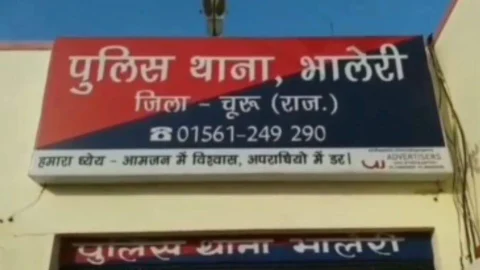 पुलिस थाना, भालेरी
जिला - चूरू (राज.)
☎ 01561-249 290
हमारा ध्येय - आमजन में विश्वास, अपराधियो में डर।
ADVERTISERS
पुलिस थाना भालेरी